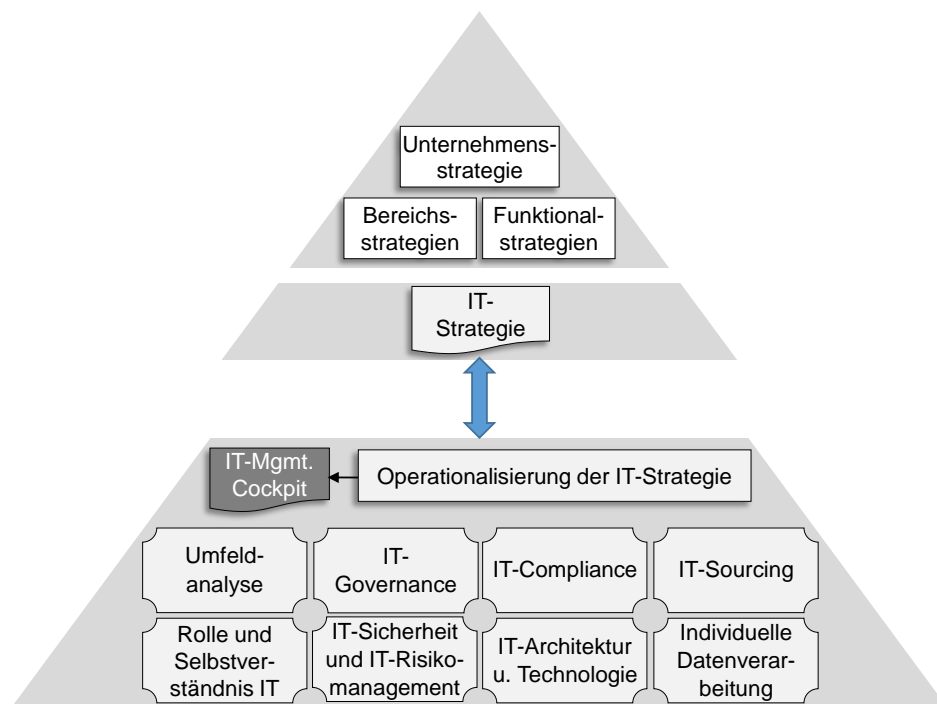 Unternehmens-
strategie
Bereichs-
strategien
Funktional-
strategien
IT-
Strategie
IT-Mgmt.
Cockpit
Operationalisierung der IT-Strategie
Umfeld-
analyse
IT-
Governance
IT-Compliance
IT-Sourcing
Rolle und
Selbstver-
ständnis IT
IT-Sicherheit
und IT-Risiko-
management
IT-Architektur
u. Technologie
Individuelle
Datenverar-
beitung